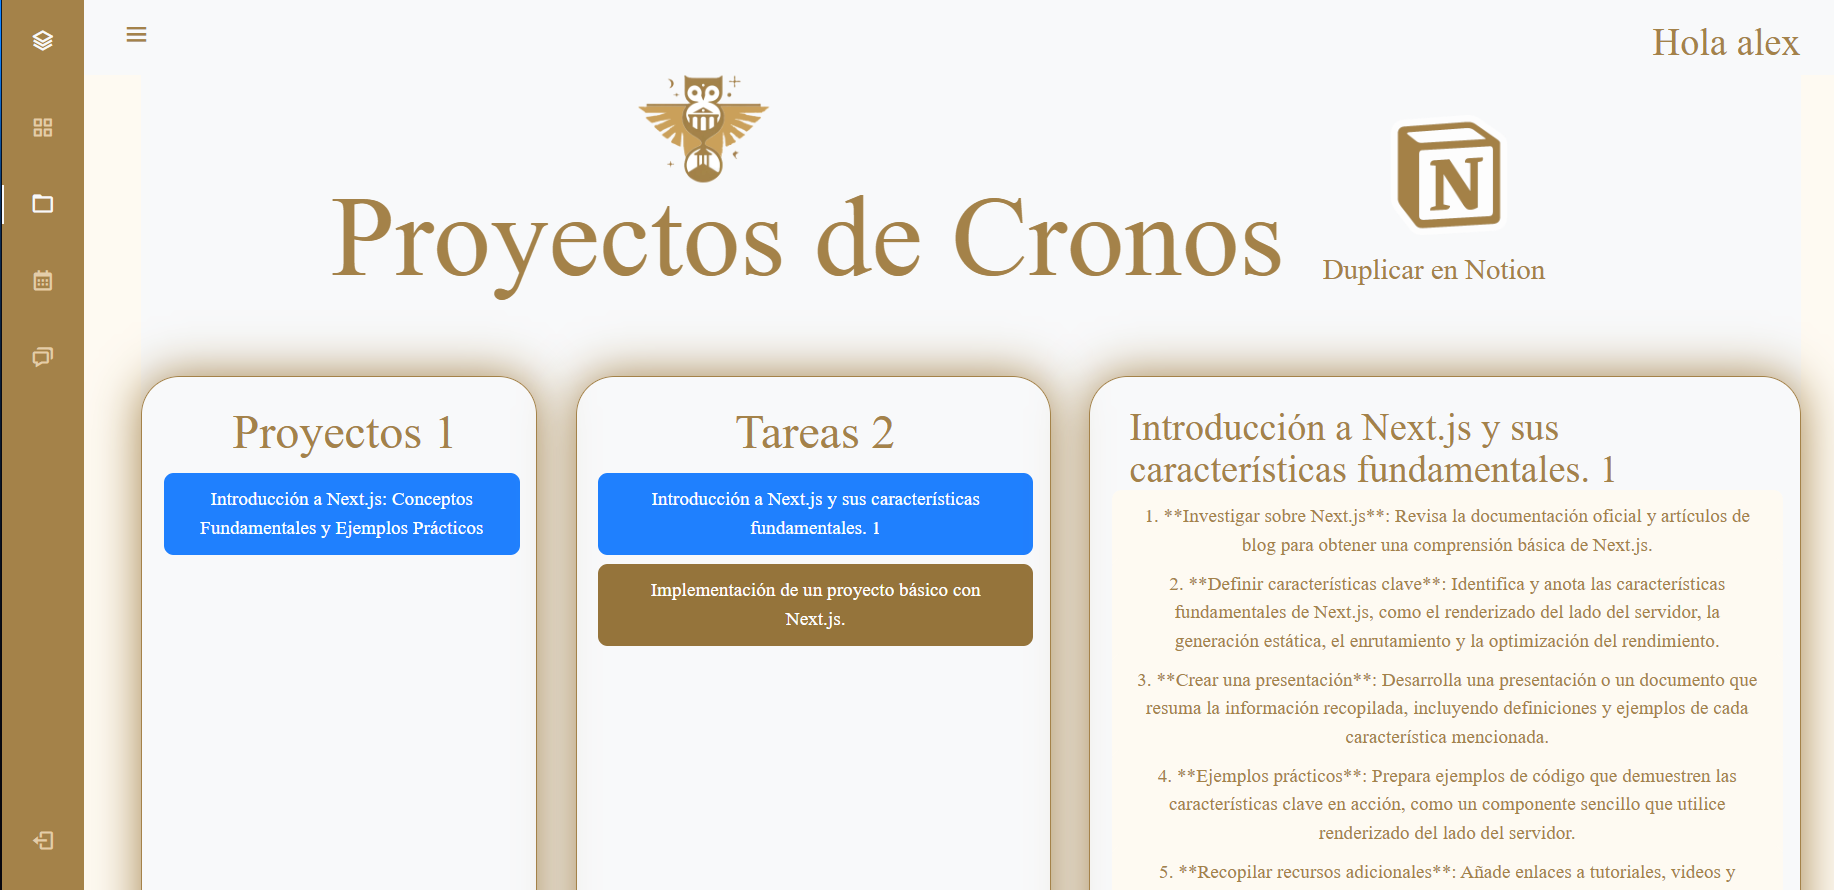 Hola alex
Proyectos de Cronos
N
Duplicar en Notion
Proyectos 1
Introducción a Next.js: Conceptos
Fundamentales y Ejemplos Prácticos
Tareas 2
Introducción a Next.js y sus características
fundamentales. 1
Implementación de un proyecto básico con
Next.js.
Introducción a Next.js y sus
características fundamentales. 1
1. **Investigar sobre Next.js**: Revisa la documentación oficial y artículos de
blog para obtener una comprensión básica de Next.js.
2. **Definir características clave**: Identifica y anota las características
fundamentales de Next.js, como el renderizado del lado del servidor, la
generación estática, el enrutamiento y la optimización del rendimiento.
3. **Crear una presentación**: Desarrolla una presentación o un documento que
resuma la información recopilada, incluyendo definiciones y ejemplos de cada
característica mencionada.
4. **Ejemplos prácticos**: Prepara ejemplos de código que demuestren las
características clave en acción, como un componente sencillo que utilice
renderizado del lado del servidor.
5. **Recopilar recursos adicionales**: Añade enlaces a tutoriales, videos y